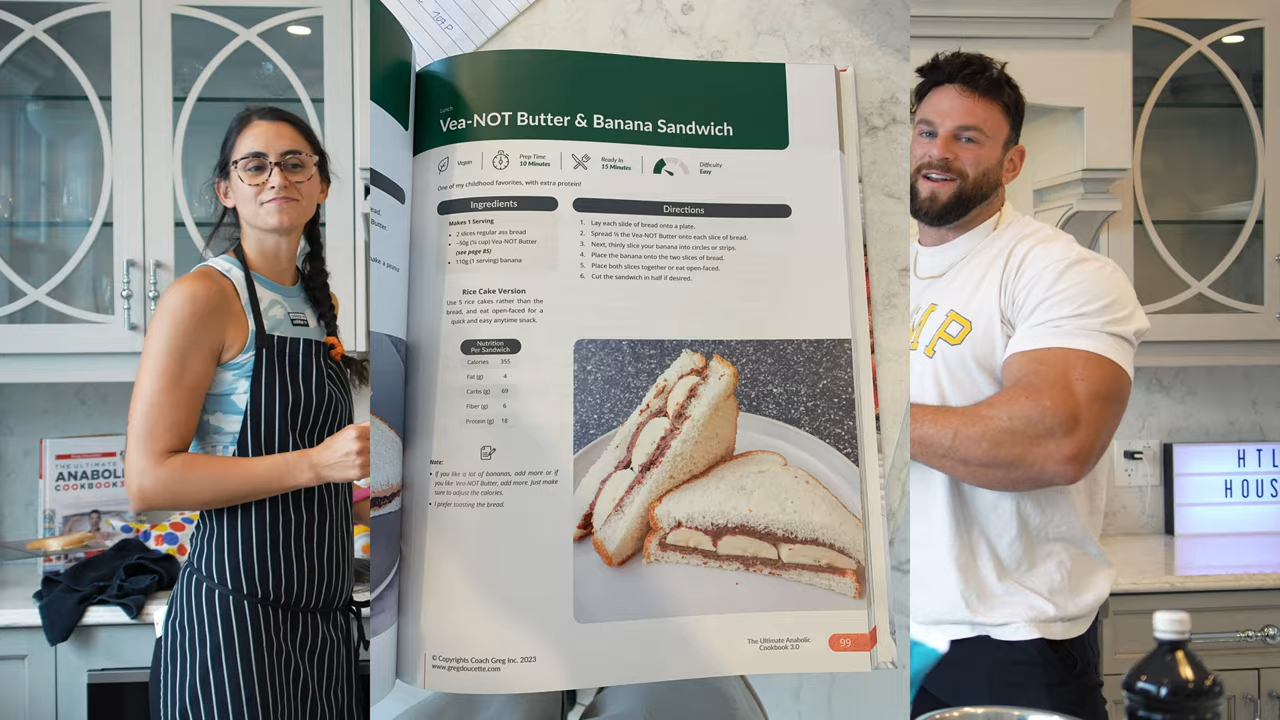 THE ULTIMATE
ANABOL
COOKBOOK 3
109 P
ead.
Butter.
Lunch
Vea-NOT Butter & Banana Sandwich
Vegan
Prep Time
10 Minutes
Ready In
15 Minutes
Difficulty
Easy
One of my childhood favorites, with extra protein!
Ingredients
Makes 1 Serving
• 2 slices regular ass bread
• ~50g (¼ cup) Vea-NOT Butter
(see page 85)
• 110g (1 serving) banana
Directions
1. Lay each slide of bread onto a plate.
2. Spread ½ the Vea-NOT Butter onto each slice of bread.
3. Next, thinly slice your banana into circles or strips.
4. Place the banana onto the two slices of bread.
5. Place both slices together or eat open-faced.
6. Cut the sandwich in half if desired.
Rice Cake Version
Use 5 rice cakes rather than the
bread, and eat open-faced for a
quick and easy anytime snack.
Nutrition
Per Sandwich
Calories 355
Fat (g) 4
Carbs (g) 69
Fiber (g) 6
Protein (g) 18
Note:
• If you like a lot of bananas, add more or if
you like Vea-NOT Butter, add more. Just make
sure to adjust the calories.
• I prefer toasting the bread.
© Copyrights Coach Greg Inc. 2023
www.gregdoucette.com
The Ultimate Anabolic
Cookbook 3.0
99
MP
HTL
HOUS